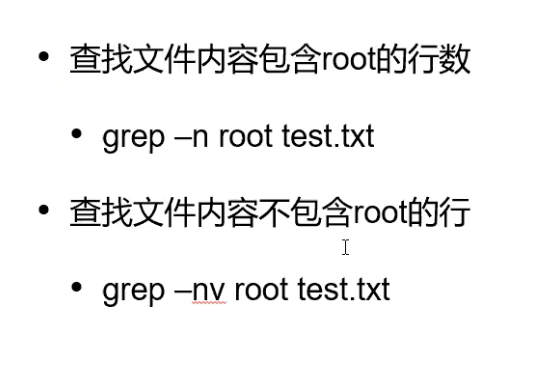 • 查找文件内容包含root的行数
• grep –n root test.txt
• 查找文件内容不包含root的行
• grep –nv root test.txt